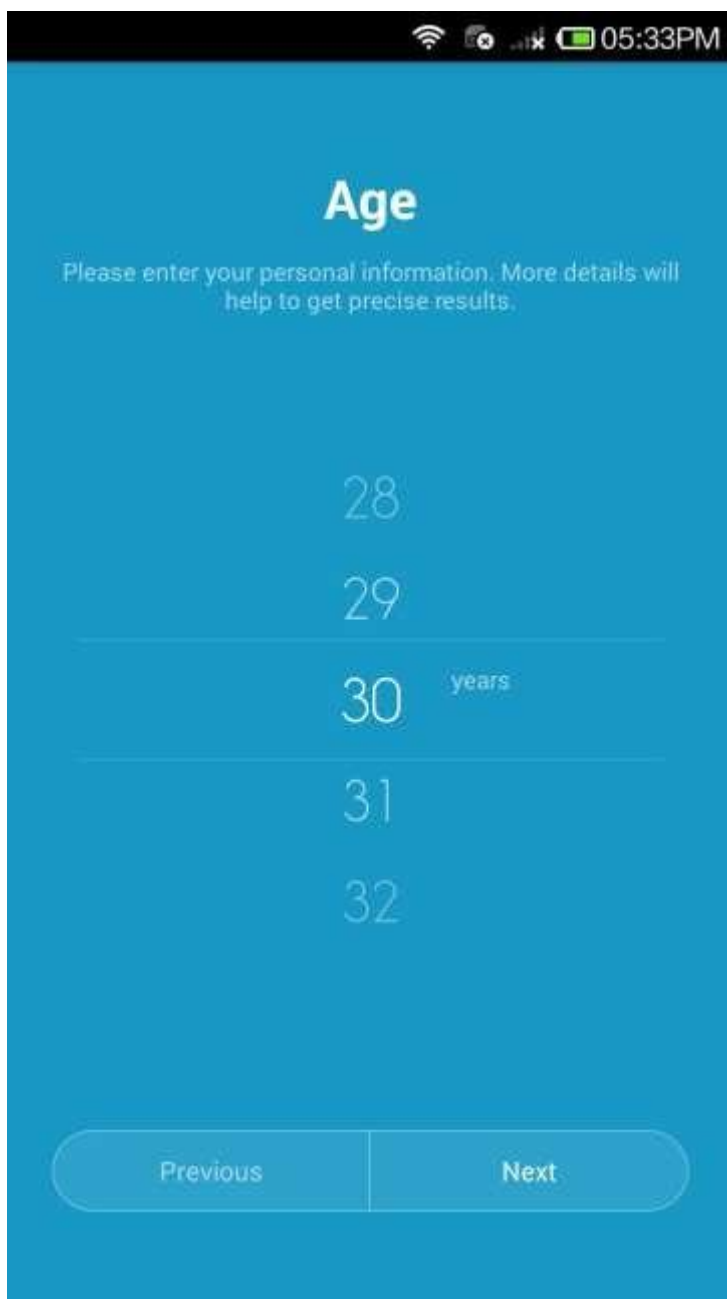 05:33PM
Age
Please enter your personal information. More details will
help to get precise results.
28
29
30 years
31
32
Previous Next